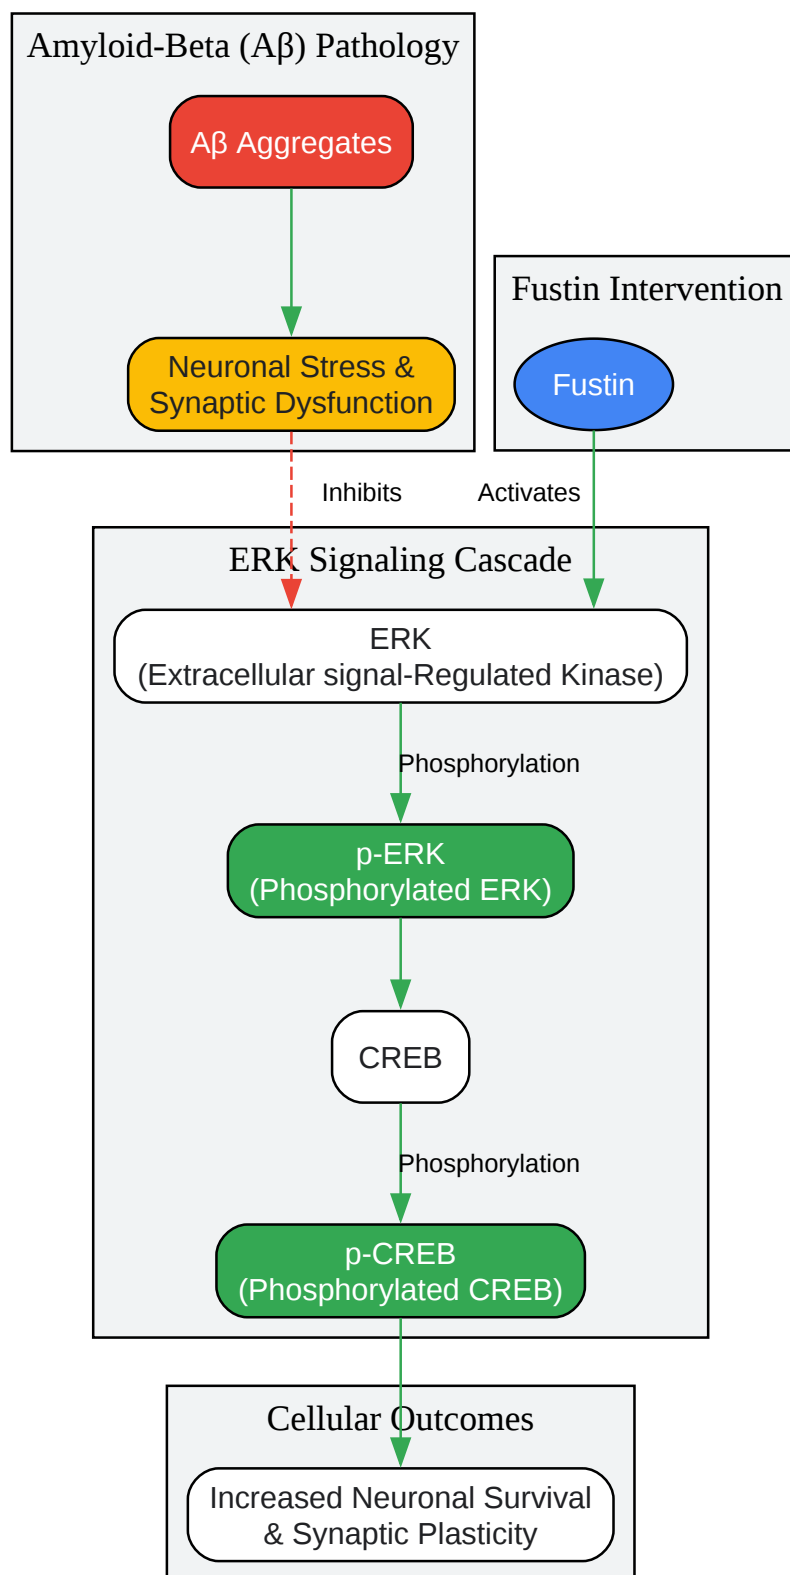 Amyloid-Beta (Aβ) Pathology
Aβ Aggregates
Neuronal Stress &
Synaptic Dysfunction
Fustin Intervention
Fustin
Inhibits
Activates
ERK Signaling Cascade
ERK
(Extracellular signal-Regulated Kinase)
Phosphorylation
p-ERK
(Phosphorylated ERK)
CREB
Phosphorylation
p-CREB
(Phosphorylated CREB)
Cellular Outcomes
Increased Neuronal Survival
& Synaptic Plasticity